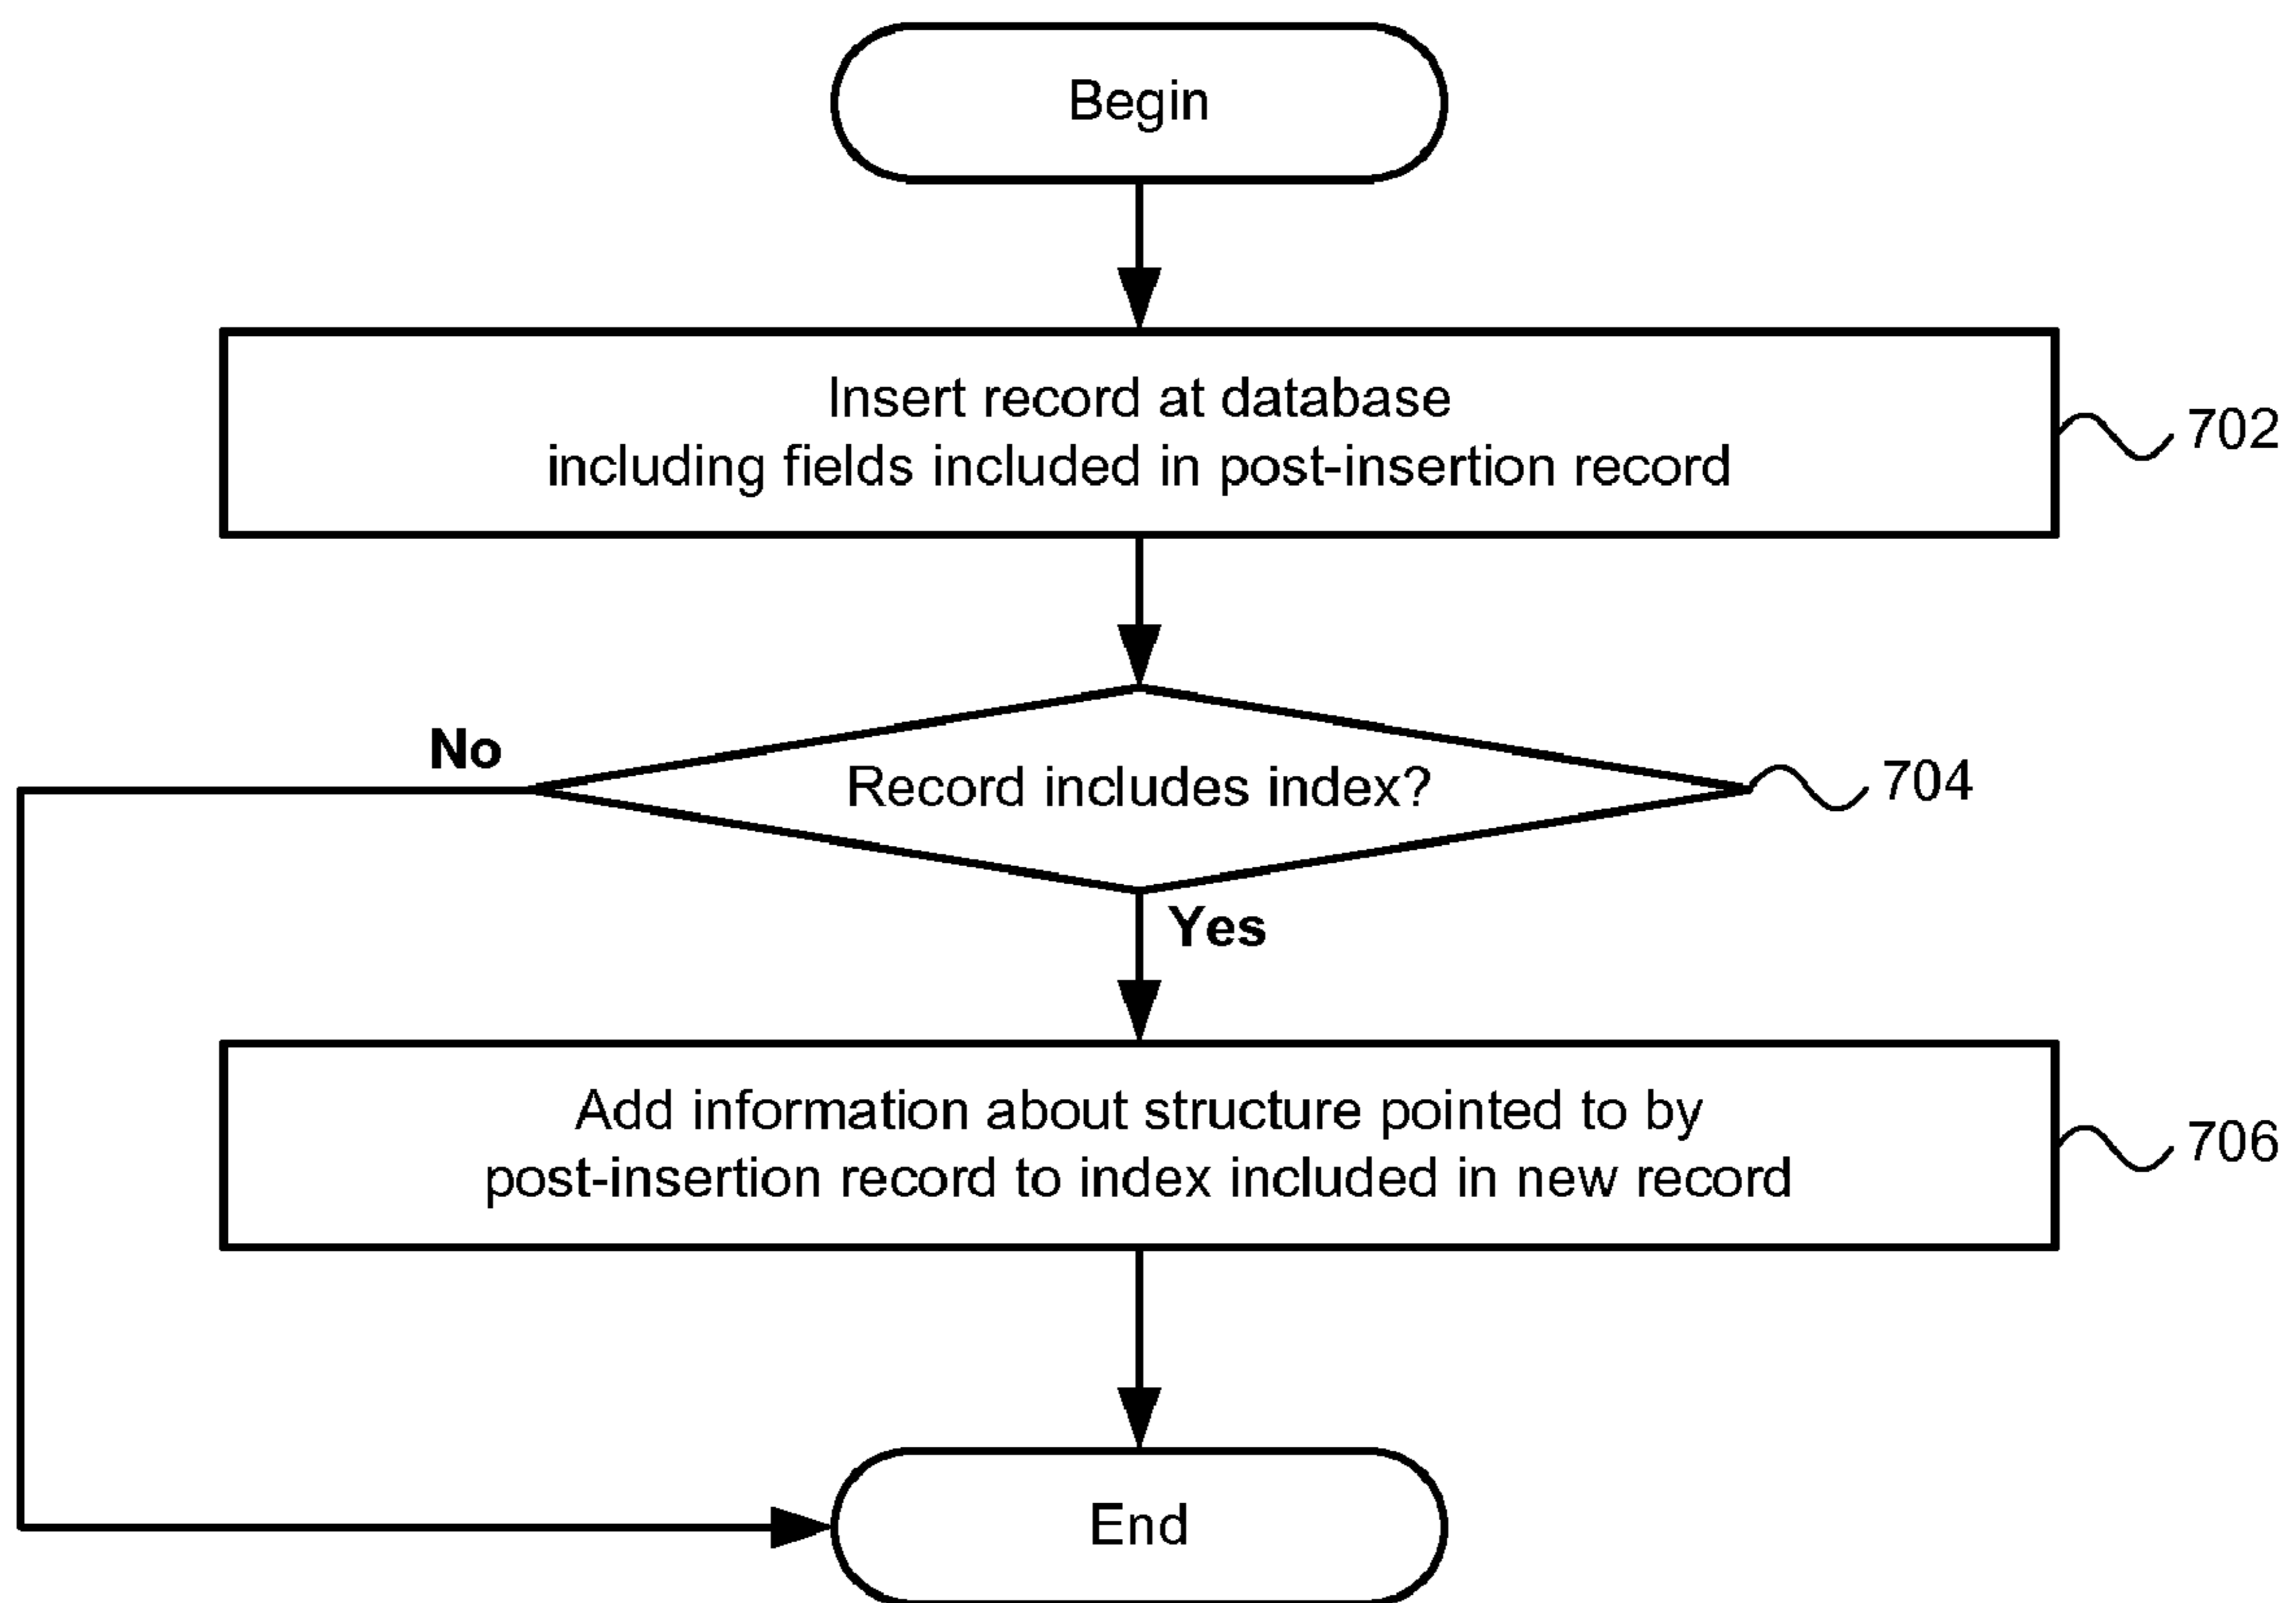 Begin
Insert record at database
including fields included in post-insertion record
702
No
Record includes index?
704
Yes
Add information about structure pointed to by
post-insertion record to index included in new record
706
End